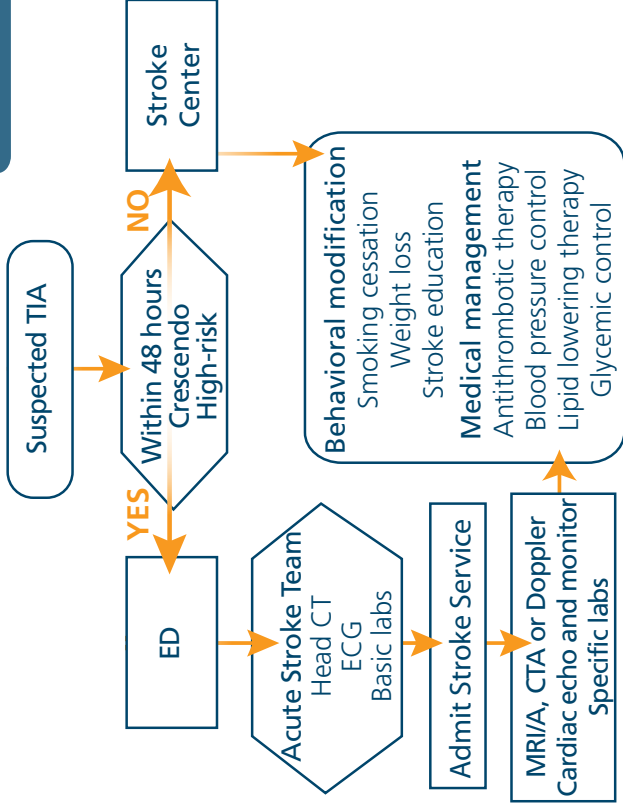 Suspected TIA
Within 48 hours
Crescendo
High-risk
YES
NO
ED
Stroke
Center
Acute Stroke Team
Head CT
ECG
Basic labs
Admit Stroke Service
MRI/A, CTA or Doppler
Cardiac echo and monitor
Specific labs
Behavioral modification
Smoking cessation
Weight loss
Stroke education
Medical management
Antithrombotic therapy
Blood pressure control
Lipid lowering therapy
Glycemic control